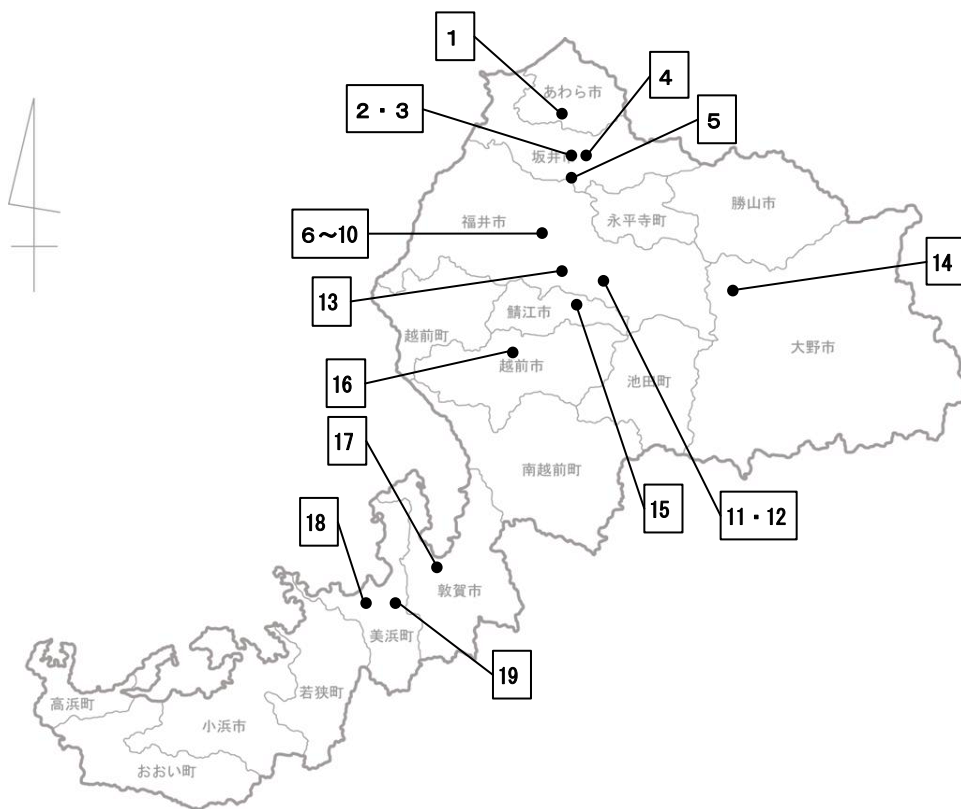 1
あわら市
4
2・3
5
坂井市
勝山市
永平寺町
福井市
6～10
14
13
鯖江市
越前町
大野市
越前市
池田町
16
17
南越前町
15
11・12
18
敦賀市
美浜町
19
若狭町
高浜町
小浜市
おおい町